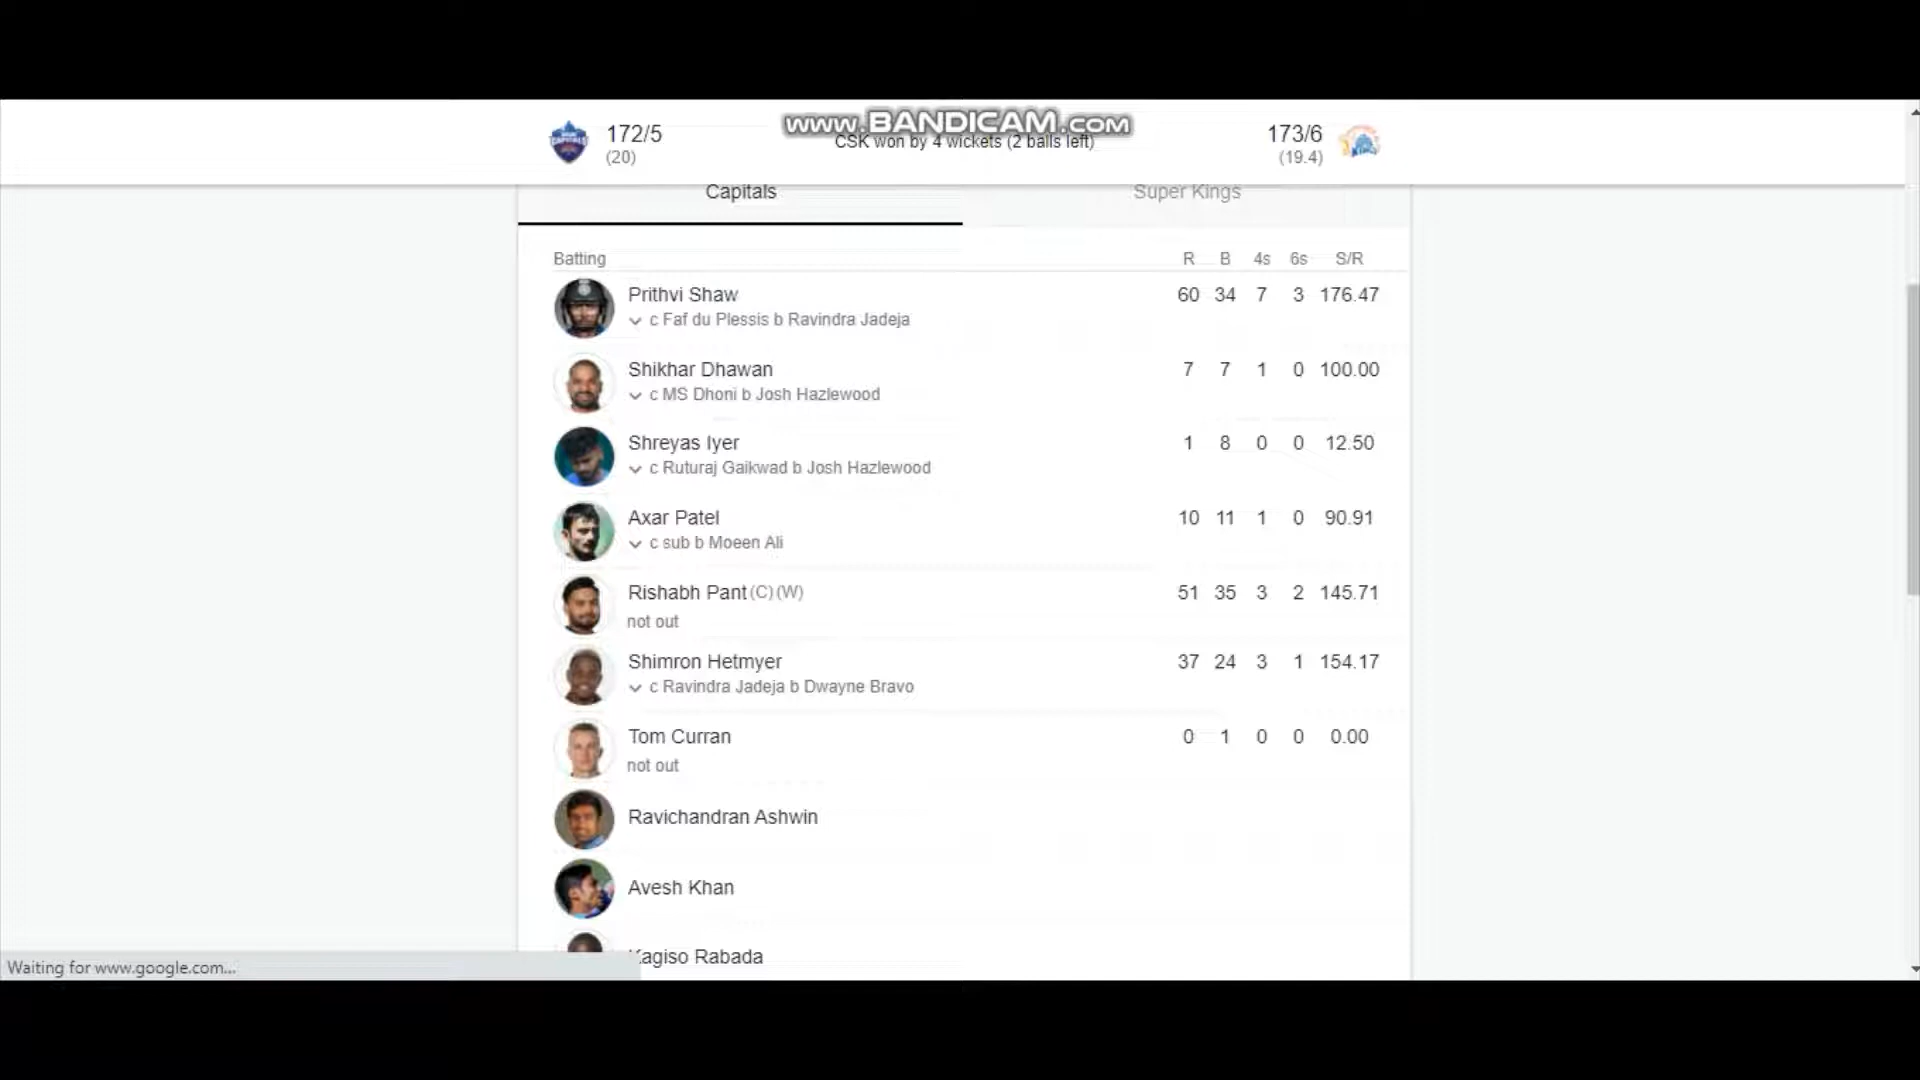 www.BANDICAM.com
172/5
(20)
CSK won by 4 wickets (2 balls left)
173/6
(19.4)
Capitals Super Kings
Batting R B 4s 6s S/R
Prithvi Shaw 60 34 7 3 176.47
c Faf du Plessis b Ravindra Jadeja
Shikhar Dhawan 7 7 1 0 100.00
c MS Dhoni b Josh Hazlewood
Shreyas Iyer 1 8 0 0 12.50
c Ruturaj Gaikwad b Josh Hazlewood
Axar Patel 10 11 1 0 90.91
c sub b Moeen Ali
Rishabh Pant (C) (W) 51 35 3 2 145.71
not out
Shimron Hetmyer 37 24 3 1 154.17
c Ravindra Jadeja b Dwayne Bravo
Tom Curran 0 1 0 0 0.00
not out
Ravichandran Ashwin
Avesh Khan
Kagiso Rabada
Waiting for www.google.com...